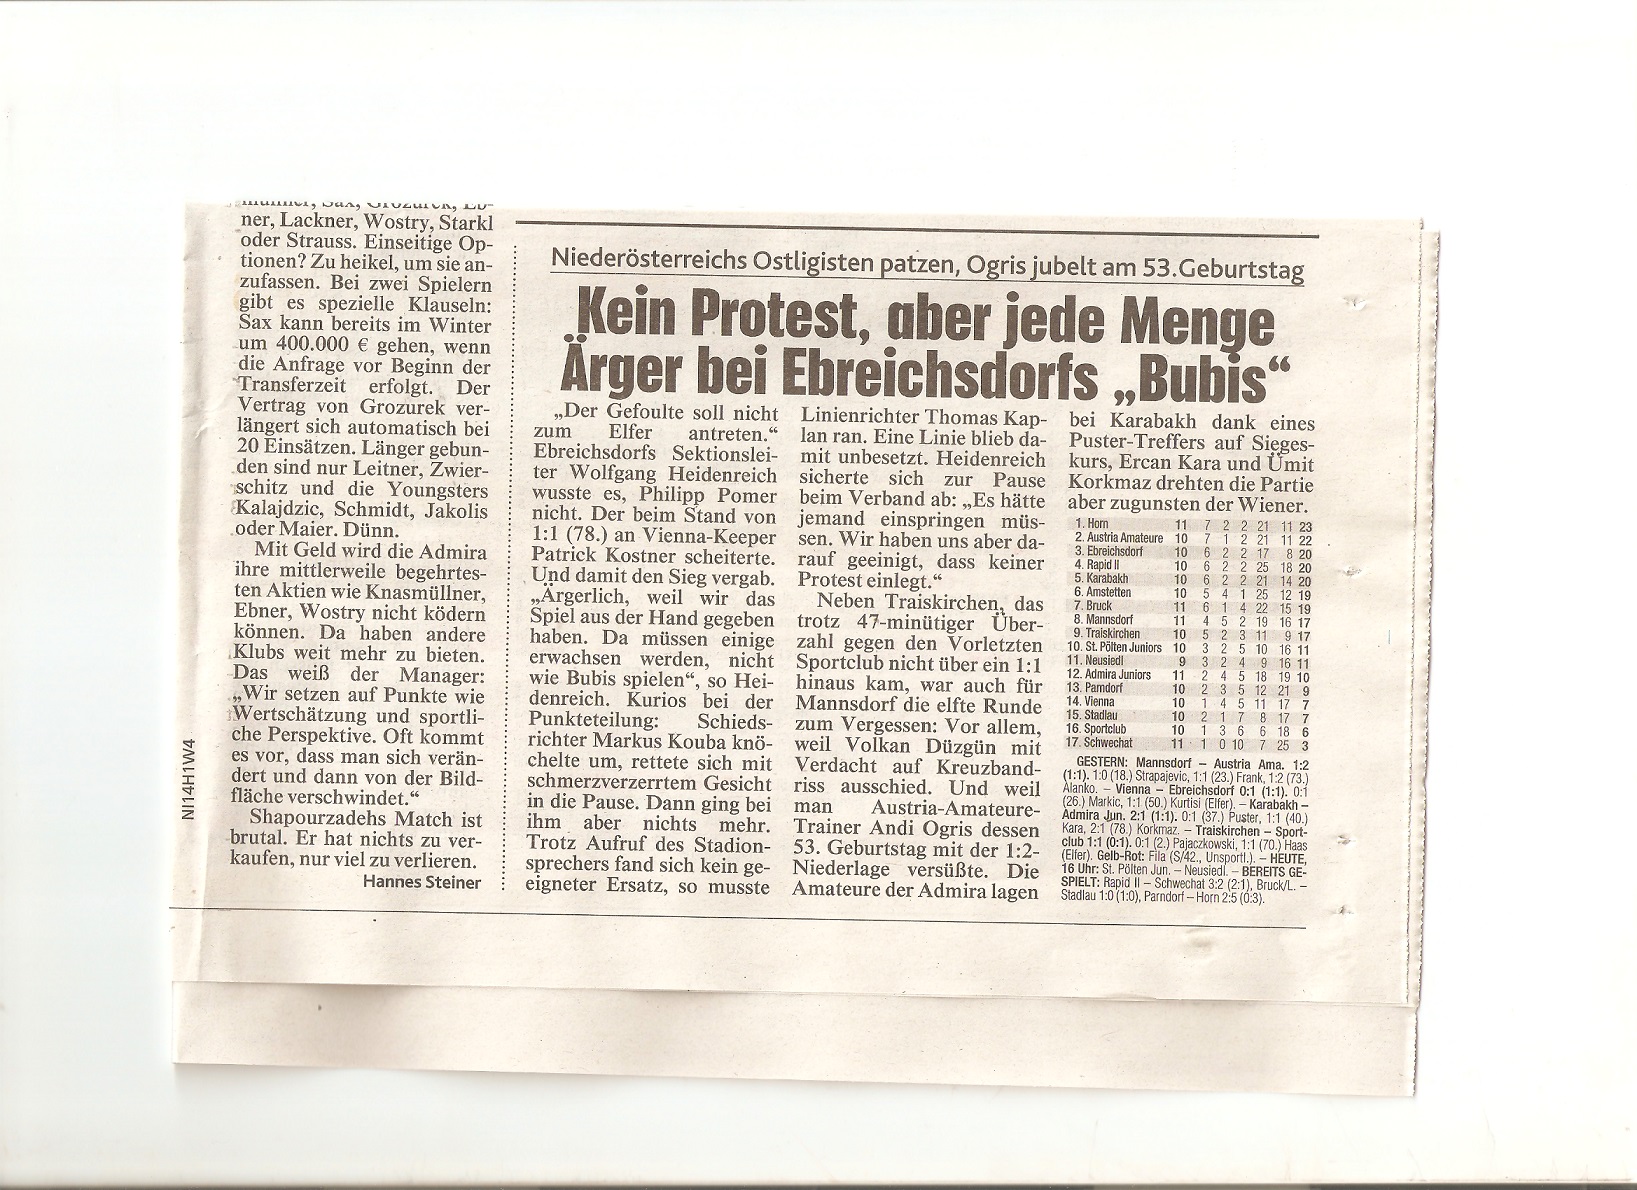 müllner, Sax, Grozurek, Eb-
ner, Lackner, Wostry, Starkl
oder Strauss. Einseitige Op-
tionen? Zu heikel, um sie an-
zufassen. Bei zwei Spielern
gibt es spezielle Klauseln:
Sax kann bereits im Winter
um 400.000 € gehen, wenn
die Anfrage vor Beginn der
Transferzeit erfolgt. Der
Vertrag von Grozurek ver-
längert sich automatisch bei
20 Einsätzen. Länger gebun-
den sind nur Leitner, Zwier-
schitz und die Youngsters
Kalajdzic, Schmidt, Jakolis
oder Maier. Dünn.
Mit Geld wird die Admira
ihre mittlerweile begehrtes-
ten Aktien wie Knasmüllner,
Ebner, Wostry nicht ködern
können. Da haben andere
Klubs weit mehr zu bieten.
Das weiß der Manager:
„Wir setzen auf Punkte wie
Wertschätzung und sportli-
che Perspektive. Oft kommt
es vor, dass man sich verän-
dert und dann von der Bild-
fläche verschwindet.“
Shapourzadehs Match ist
brutal. Er hat nichts zu ver-
kaufen, nur viel zu verlieren.
Hannes Steiner
NI14H1W4
Niederösterreichs Ostligisten patzen, Ogris jubelt am 53.Geburtstag
Kein Protest, aber jede Menge
Ärger bei Ebreichsdorfs „Bubis“
„Der Gefoulte soll nicht
zum Elfer antreten.“
Ebreichsdorfs Sektionslei-
ter Wolfgang Heidenreich
wusste es, Philipp Pomer
nicht. Der beim Stand von
1:1 (78.) an Vienna-Keeper
Patrick Kostner scheiterte.
Und damit den Sieg vergab.
„Ärgerlich, weil wir das
Spiel aus der Hand gegeben
haben. Da müssen einige
erwachsen werden, nicht
wie Bubis spielen“, so Hei-
denreich. Kurios bei der
Punkteteilung: Schieds-
richter Markus Kouba knö-
chelte um, rettete sich mit
schmerzverzerrtem Gesicht
in die Pause. Dann ging bei
ihm aber nichts mehr.
Trotz Aufruf des Stadion-
sprechers fand sich kein ge-
eigneter Ersatz, so musste
Linienrichter Thomas Kap-
lan ran. Eine Linie blieb da-
mit unbesetzt. Heidenreich
sicherte sich zur Pause
beim Verband ab: „Es hätte
jemand einspringen müs-
sen. Wir haben uns aber da-
rauf geeinigt, dass keiner
Protest einlegt.“
Neben Traiskirchen, das
trotz 47-minütiger Über-
zahl gegen den Vorletzten
Sportclub nicht über ein 1:1
hinaus kam, war auch für
Mannsdorf die elfte Runde
zum Vergessen: Vor allem,
weil Volkan Düzgün mit
Verdacht auf Kreuzband-
riss ausschied. Und weil
man Austria-Amateure-
Trainer Andi Ogris dessen
53. Geburtstag mit der 1:2-
Niederlage versüßte. Die
Amateure der Admira lagen
bei Karabakh dank eines
Puster-Treffers auf Sieges-
kurs, Ercan Kara und Ümit
Korkmaz drehten die Partie
aber zugunsten der Wiener.
1. Horn 11 7 2 2 21 11 23
2. Austria Amateure 10 7 1 2 21 11 22
3. Ebreichsdorf 10 6 2 2 17 8 20
4. Rapid II 10 6 2 2 25 18 20
5. Karabakh 10 6 2 2 21 14 20
6. Amstetten 10 5 4 1 25 12 19
7. Bruck 11 6 1 4 22 15 19
8. Mannsdorf 11 4 5 2 19 16 17
9. Traiskirchen 10 5 2 3 11 9 17
10. St. Pölten Juniors 10 3 2 5 10 16 11
11. Neusiedl 9 3 2 4 9 16 11
12. Admira Juniors 11 2 4 5 18 19 10
13. Parndorf 10 2 3 5 12 21 9
14. Vienna 10 1 4 5 11 17 7
15. Stadlau 10 2 1 7 8 17 7
16. Sportclub 10 1 3 6 6 18 6
17. Schwechat 11 1 0 10 7 25 3
GESTERN: Mannsdorf – Austria Ama. 1:2
(1:1). 1:0 (18.) Strapajevic, 1:1 (23.) Frank, 1:2 (73.)
Alanko. – Vienna – Ebreichsdorf 0:1 (1:1). 0:1
(26.) Markic, 1:1 (50.) Kurtisi (Elfer). – Karabakh –
Admira Jun. 2:1 (1:1). 0:1 (37.) Puster, 1:1 (40.)
Kara, 2:1 (78.) Korkmaz. – Traiskirchen – Sport-
club 1:1 (0:1). 0:1 (2.) Pajaczkowski, 1:1 (70.) Haas
(Elfer). Gelb-Rot: Fila (S/42., Unsportl.). – HEUTE,
16 Uhr: St. Pölten Jun. – Neusiedl. – BEREITS GE-
SPIELT: Rapid II – Schwechat 3:2 (2:1), Bruck/L. –
Stadlau 1:0 (1:0), Parndorf – Horn 2:5 (0:3).